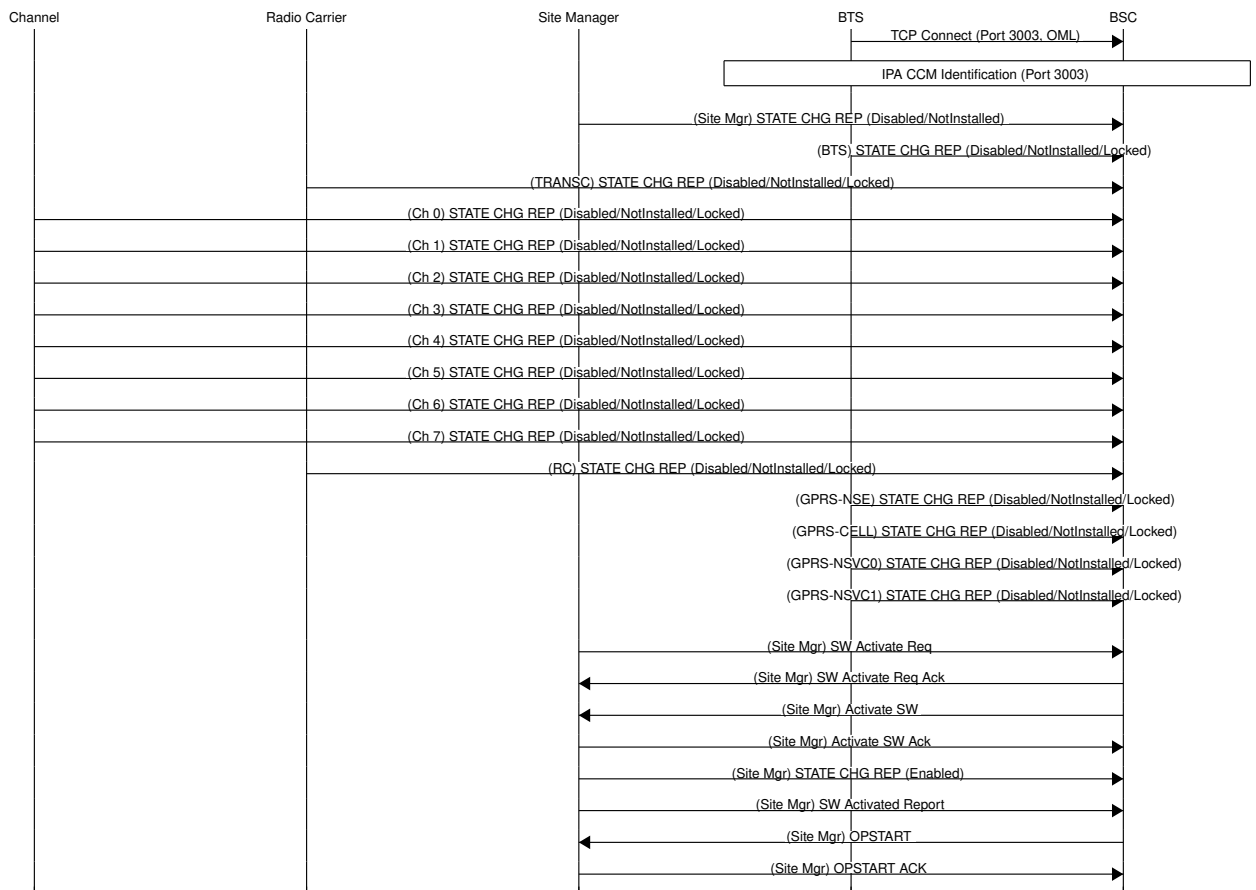 Channel Radio Carrier Site Manager BTS BSC
TCP Connect (Port 3003, OML)
IPA CCM Identification (Port 3003)
(Site Mgr) STATE CHG REP (Disabled/NotInstalled)
(BTS) STATE CHG REP (Disabled/NotInstalled/Locked)
(TRANSC) STATE CHG REP (Disabled/NotInstalled/Locked)
(Ch 0) STATE CHG REP (Disabled/NotInstalled/Locked)
(Ch 1) STATE CHG REP (Disabled/NotInstalled/Locked)
(Ch 2) STATE CHG REP (Disabled/NotInstalled/Locked)
(Ch 3) STATE CHG REP (Disabled/NotInstalled/Locked)
(Ch 4) STATE CHG REP (Disabled/NotInstalled/Locked)
(Ch 5) STATE CHG REP (Disabled/NotInstalled/Locked)
(Ch 6) STATE CHG REP (Disabled/NotInstalled/Locked)
(Ch 7) STATE CHG REP (Disabled/NotInstalled/Locked)
(RC) STATE CHG REP (Disabled/NotInstalled/Locked)
(GPRS-NSE) STATE CHG REP (Disabled/NotInstalled/Locked)
(GPRS-CELL) STATE CHG REP (Disabled/NotInstalled/Locked)
(GPRS-NSVC0) STATE CHG REP (Disabled/NotInstalled/Locked)
(GPRS-NSVC1) STATE CHG REP (Disabled/NotInstalled/Locked)
(Site Mgr) SW Activate Req
(Site Mgr) SW Activate Req Ack
(Site Mgr) Activate SW
(Site Mgr) Activate SW Ack
(Site Mgr) STATE CHG REP (Enabled)
(Site Mgr) SW Activated Report
(Site Mgr) OPSTART
(Site Mgr) OPSTART ACK